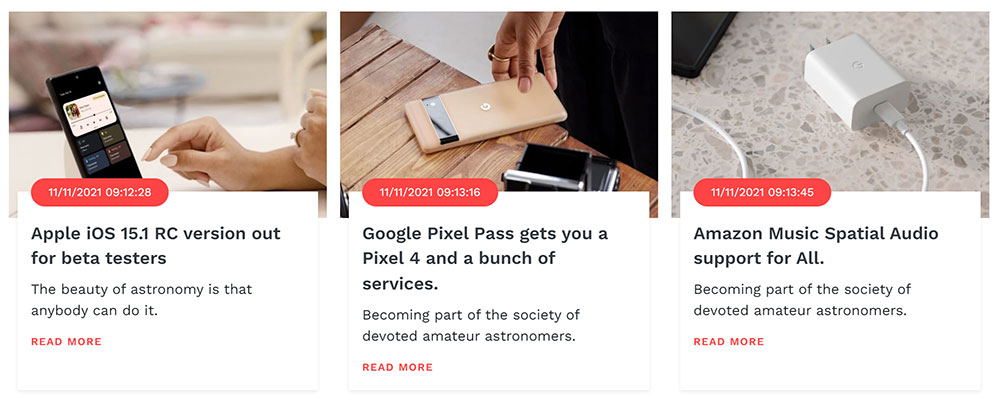 11/11/2021 09:12:28
Apple iOS 15.1 RC version out
for beta testers
The beauty of astronomy is that
anybody can do it.
READ MORE
11/11/2021 09:13:16
Google Pixel Pass gets you a
Pixel 4 and a bunch of
services.
Becoming part of the society of
devoted amateur astronomers.
READ MORE
11/11/2021 09:13:45
Amazon Music Spatial Audio
support for All.
Becoming part of the society of
devoted amateur astronomers.
READ MORE